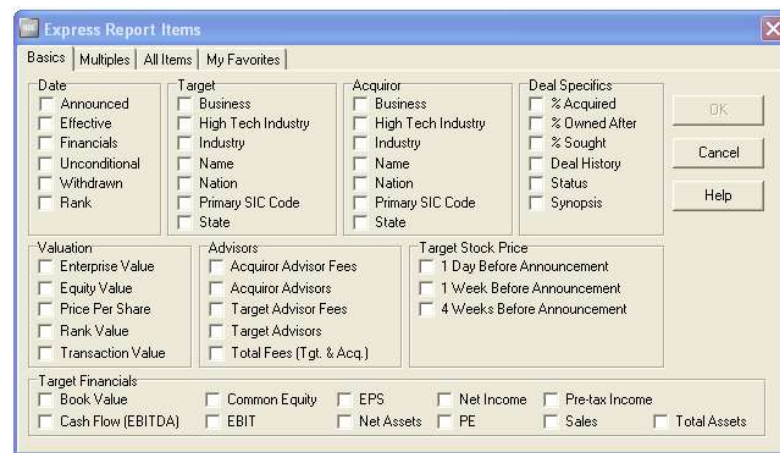 Express Report Items
Basics Multiples All Items My Favorites
Date
Announced
Effective
Financials
Unconditional
Withdrawn
Rank
Target
Business
High Tech Industry
Industry
Name
Nation
Primary SIC Code
State
Acquiror
Business
High Tech Industry
Industry
Name
Nation
Primary SIC Code
State
Deal Specifics
% Acquired
% Owned After
% Sought
Deal History
Status
Synopsis
OK
Cancel
Help
Valuation
Enterprise Value
Equity Value
Price Per Share
Rank Value
Transaction Value
Advisors
Acquiror Advisor Fees
Acquiror Advisors
Target Advisor Fees
Target Advisors
Total Fees (Tgt. & Acq.)
Target Stock Price
1 Day Before Announcement
1 Week Before Announcement
4 Weeks Before Announcement
Target Financials
Book Value Common Equity EPS Net Income Pre-tax Income
Cash Flow (EBITDA) EBIT Net Assets PE Sales Total Assets